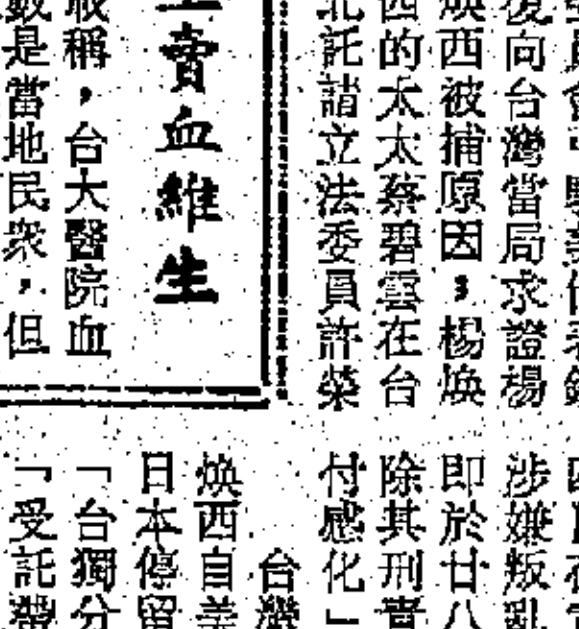 復向台灣當局求證楊
煥西被捕原因；楊煥
西的太太蔡碧雲在台
北託請立法委員許榮
賣血維生
稱，台大醫院血
數是當地民衆，但
涉嫌叛亂
即於廿八
除其刑責
付感化」
台灣
煥西自美
日本停留
「台獨分
「受託帶